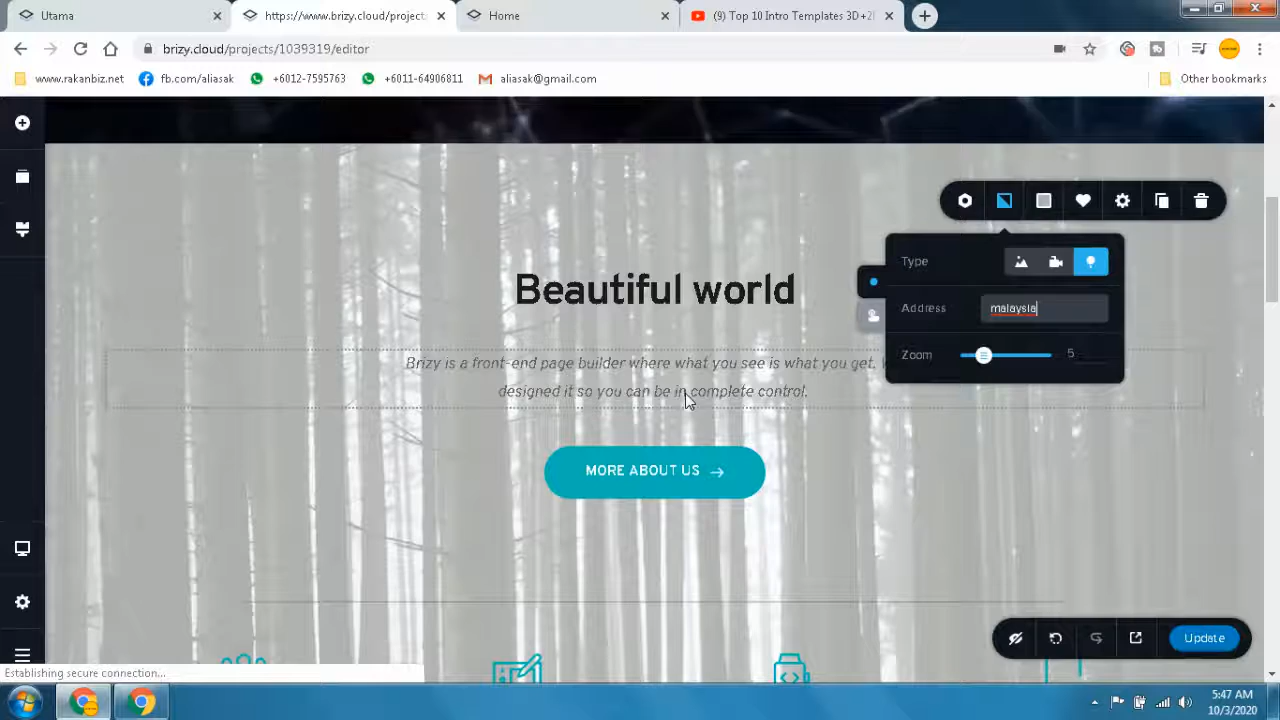 Utama
https://www.brizy.cloud/project
Home
(9) Top 10 Intro Templates 3D+2
brizy.cloud/projects/1039319/editor
www.rakanbiz.net
fb.com/aliasak
+6012-7595763
+6011-64906811
aliasak@gmail.com
Other bookmarks
Type
Beautiful world
Address
malaysia
Zoom
5
Brizy is a front-end page builder where what you see is what you get.
designed it so you can be in complete control.
MORE ABOUT US
Update
Establishing secure connection...
5:47 AM
10/3/2020